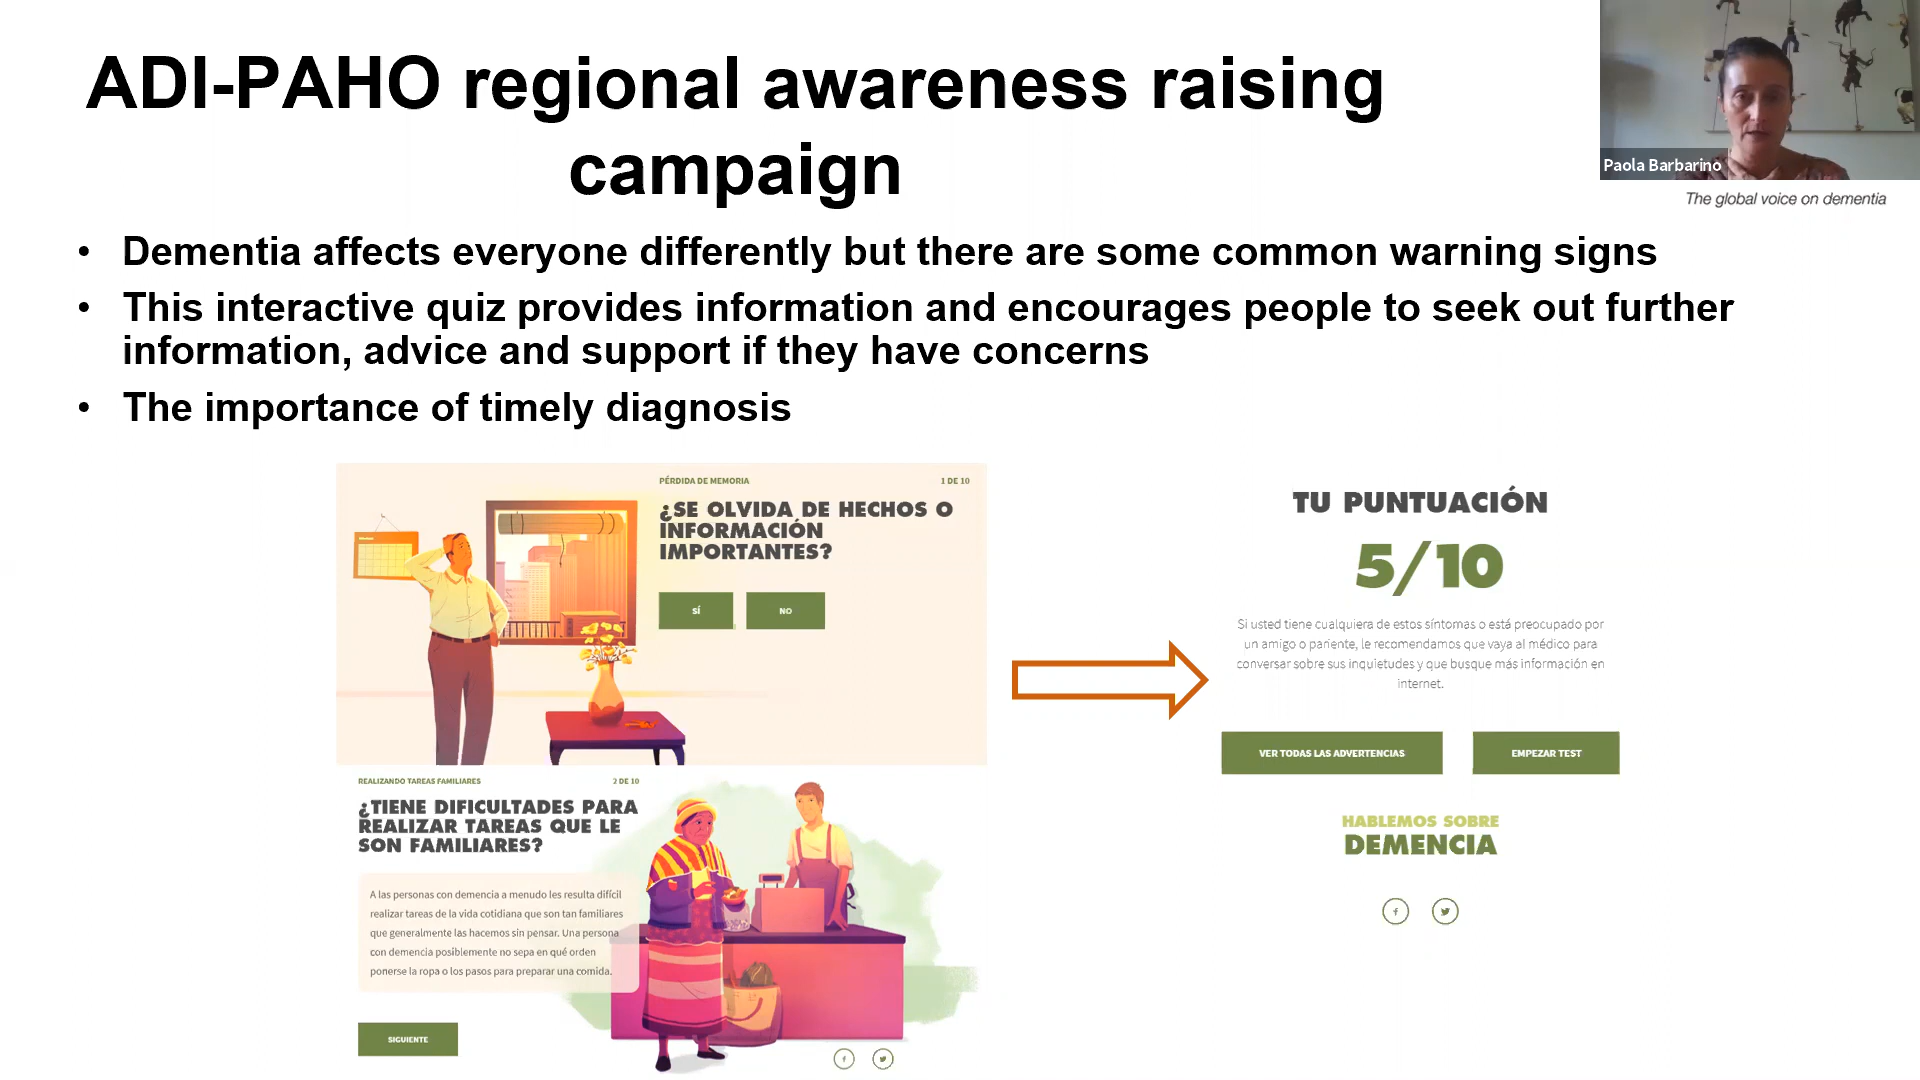 ADI-PAHO regional awareness raising
campaign
Paola Barbarino
The global voice on dementia
• Dementia affects everyone differently but there are some common warning signs
• This interactive quiz provides information and encourages people to seek out further
information, advice and support if they have concerns
• The importance of timely diagnosis
PÉRDIDA DE MEMORIA
1 DE 10
¿SE OLVIDA DE HECHOS O
INFORMACIÓN
IMPORTANTES?
SÍ
NO
REALIZANDO TAREAS FAMILIARES
2 DE 10
¿TIENE DIFICULTADES PARA
REALIZAR TAREAS QUE LE
SON FAMILIARES?
A las personas con demencia a menudo les resulta difícil
realizar tareas de la vida cotidiana que son tan familiares
que generalmente las hacemos sin pensar. Una persona
con demencia posiblemente no sepa en qué orden
ponerse la ropa o los pasos para preparar una comida.
SIGUIENTE
TU PUNTUACIÓN
5/10
Si usted tiene cualquiera de estos síntomas o está preocupado por
un amigo o pariente, le recomendamos que vaya al médico para
conversar sobre sus inquietudes y que busque más información en
internet.
VER TODAS LAS ADVERTENCIAS
EMPEZAR TEST
HABLEMOS SOBRE
DEMENCIA